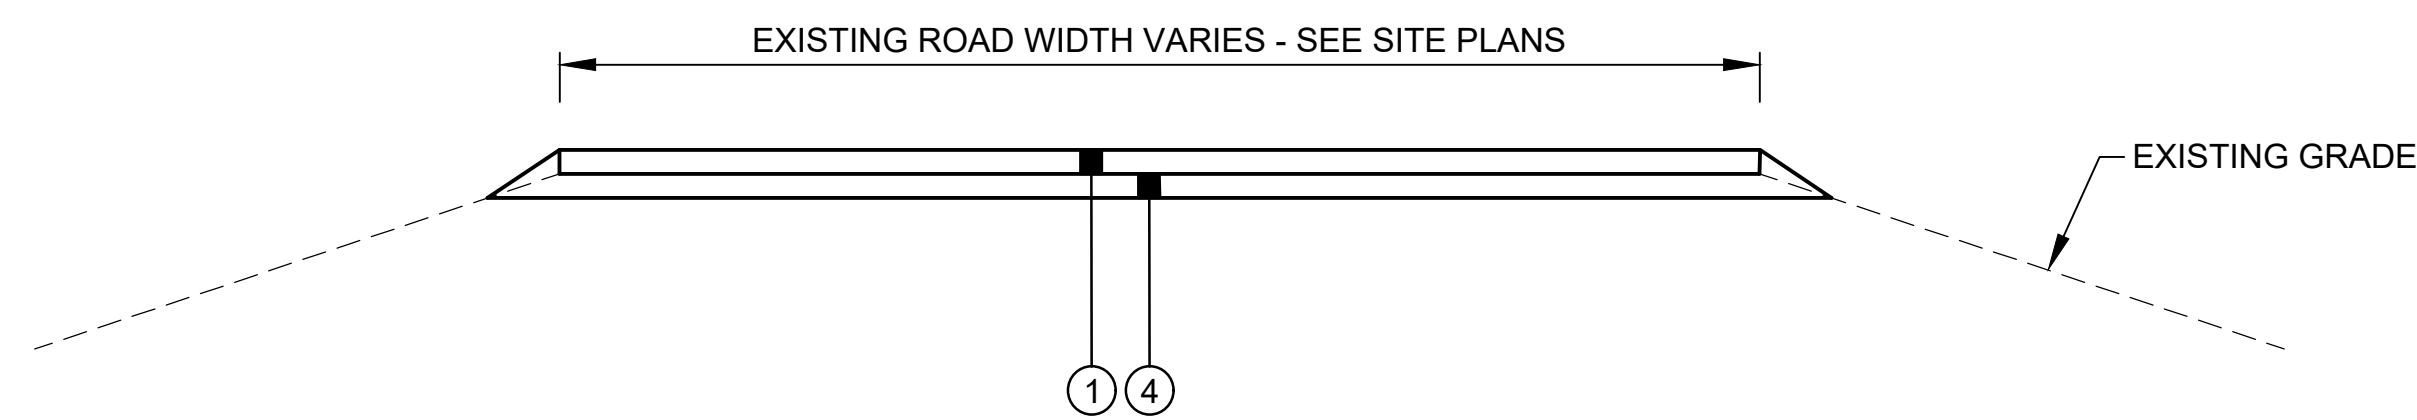 EXISTING ROAD WIDTH VARIES - SEE SITE PLANS
EXISTING GRADE
1 4